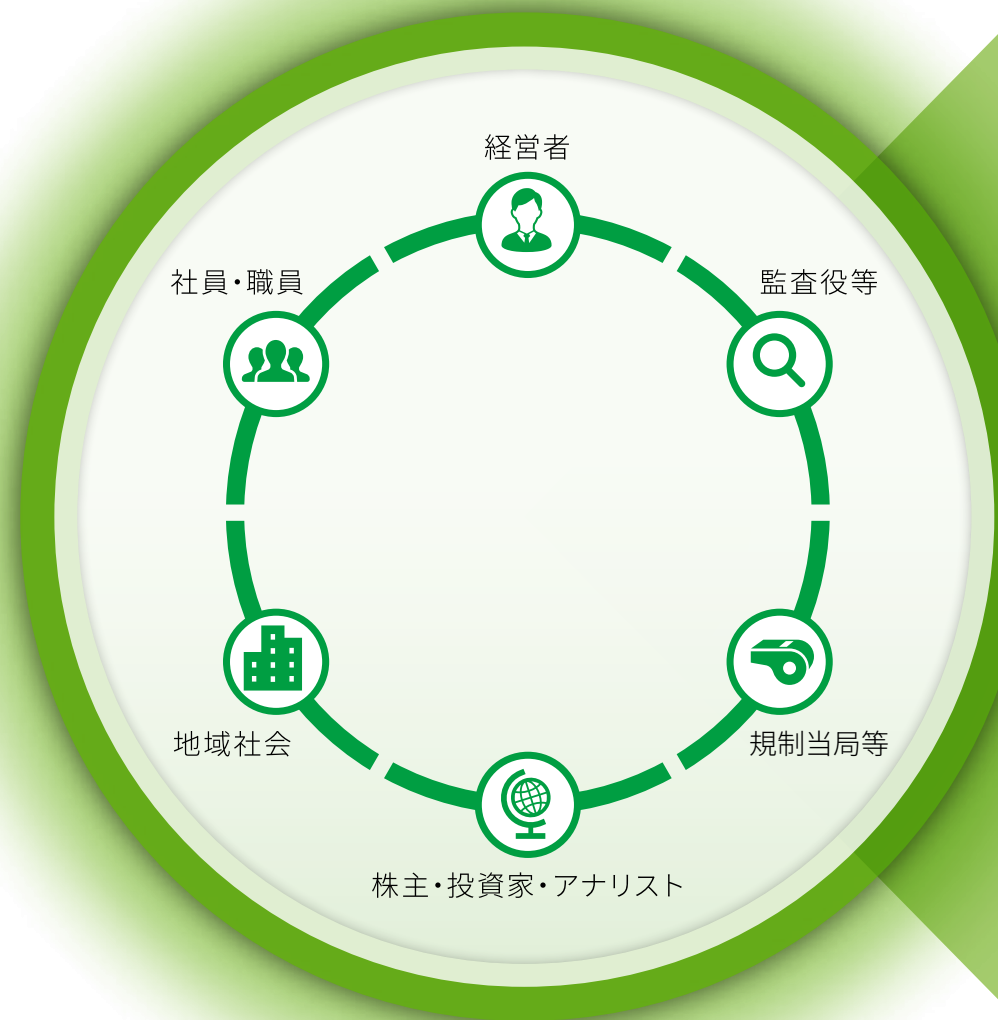 経営者
社員・職員
監査役等
地域社会
規制当局等
株主・投資家・アナリスト